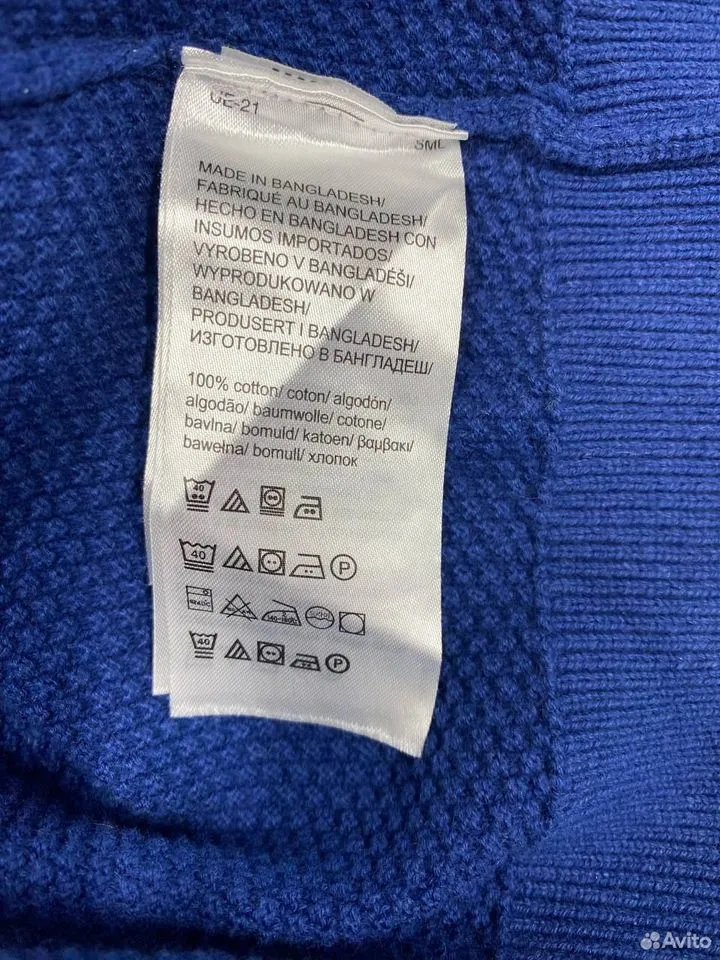 UE-21
SML
MADE IN BANGLADESH/
FABRIQUÉ AU BANGLADESH/
HECHO EN BANGLADESH CON
INSUMOS IMPORTADOS/
VYROBENO V BANGLADÉŠI/
WYPRODUKOWANO W
BANGLADESH/
PRODUSERT I BANGLADESH/
ИЗГОТОВЛЕНО В БАНГЛАДЕШ/
100% cotton/ coton/ algodón/
algodão/ baumwolle/ cotone/
bavlna/ bomuld/ katoen/ βαμβακι/
bawełna/ bomull/ хлопок
40
40 P
40 P
Avito